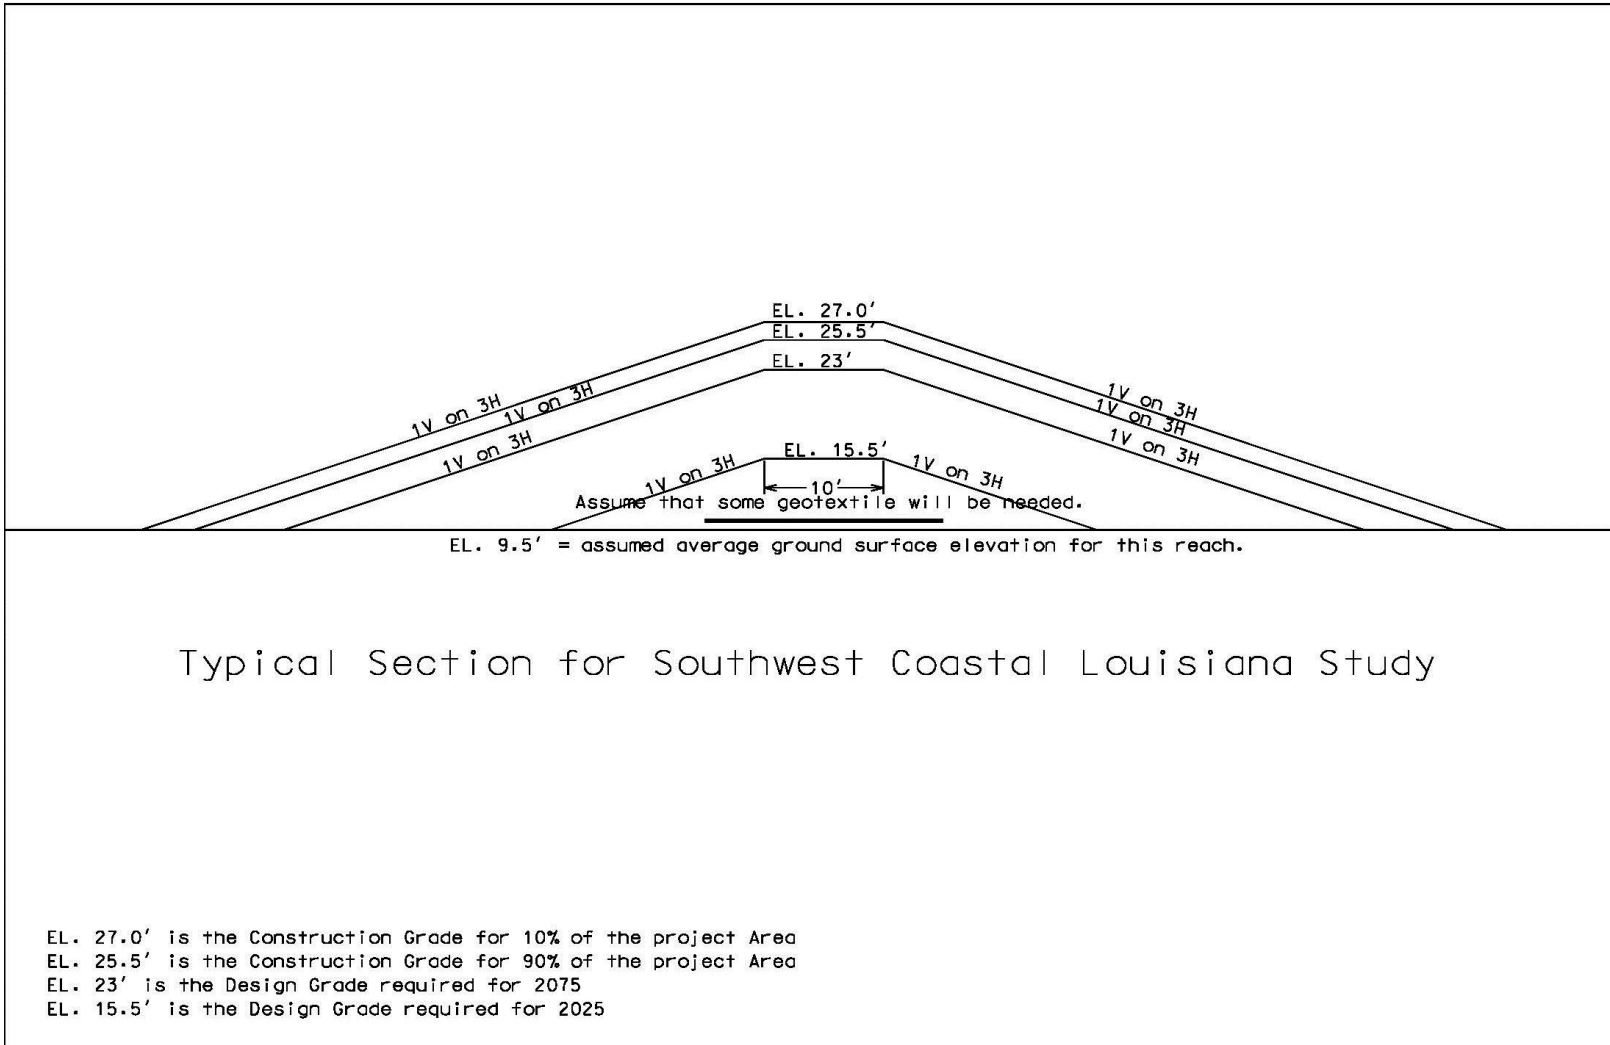 EL. 27.0'
EL. 25.5'
EL. 23'
1V on 3H
1V on 3H
1V on 3H
1V on 3H
1V on 3H
1V on 3H
EL. 15.5'
1V on 3H
1V on 3H
10'
Assume that some geotextile will be needed.
EL. 9.5' = assumed average ground surface elevation for this reach.
Typical Section for Southwest Coastal Louisiana Study
EL. 27.0' is the Construction Grade for 10% of the project Area
EL. 25.5' is the Construction Grade for 90% of the project Area
EL. 23' is the Design Grade required for 2075
EL. 15.5' is the Design Grade required for 2025